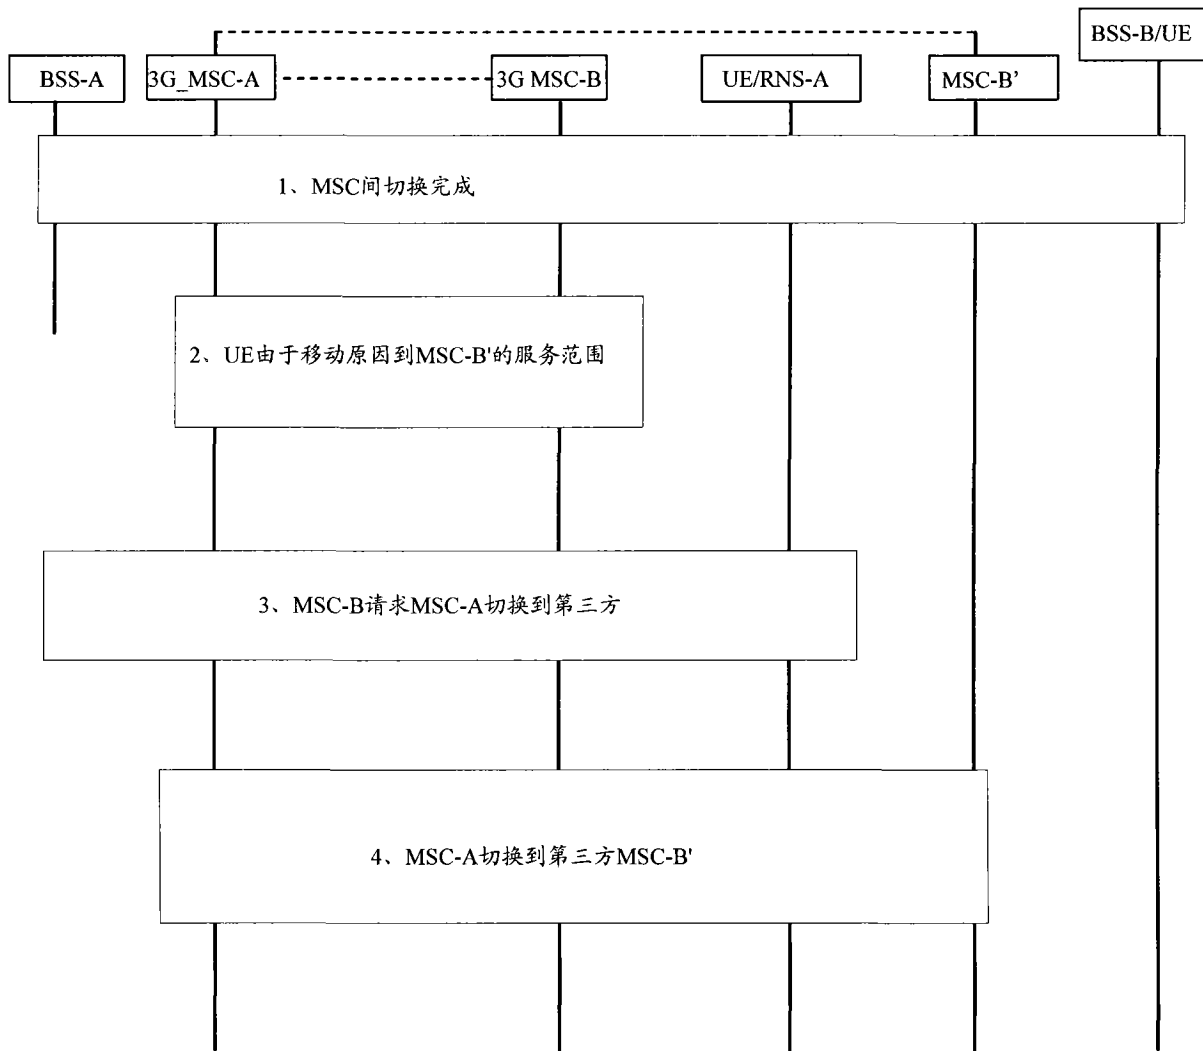 BSS-B/UE
BSS-A
3G_MSC-A
3G MSC-B
UE/RNS-A
MSC-B’
1、MSC间切换完成
2、UE由于移动原因到MSC-B'的服务范围
3、MSC-B请求MSC-A切换到第三方
4、MSC-A切换到第三方MSC-B'